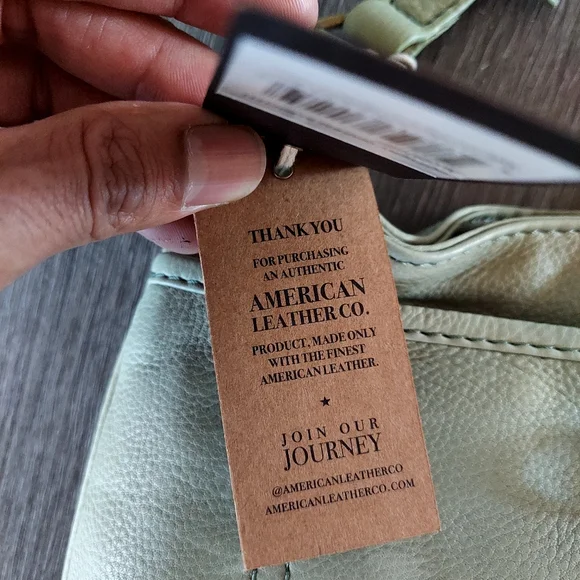 THANK YOU
FOR PURCHASING
AN AUTHENTIC
AMERICAN
LEATHER CO.
PRODUCT, MADE ONLY
WITH THE FINEST
AMERICAN LEATHER.
JOIN OUR
JOURNEY
@AMERICANLEATHERCO
AMERICANLEATHERCO.COM